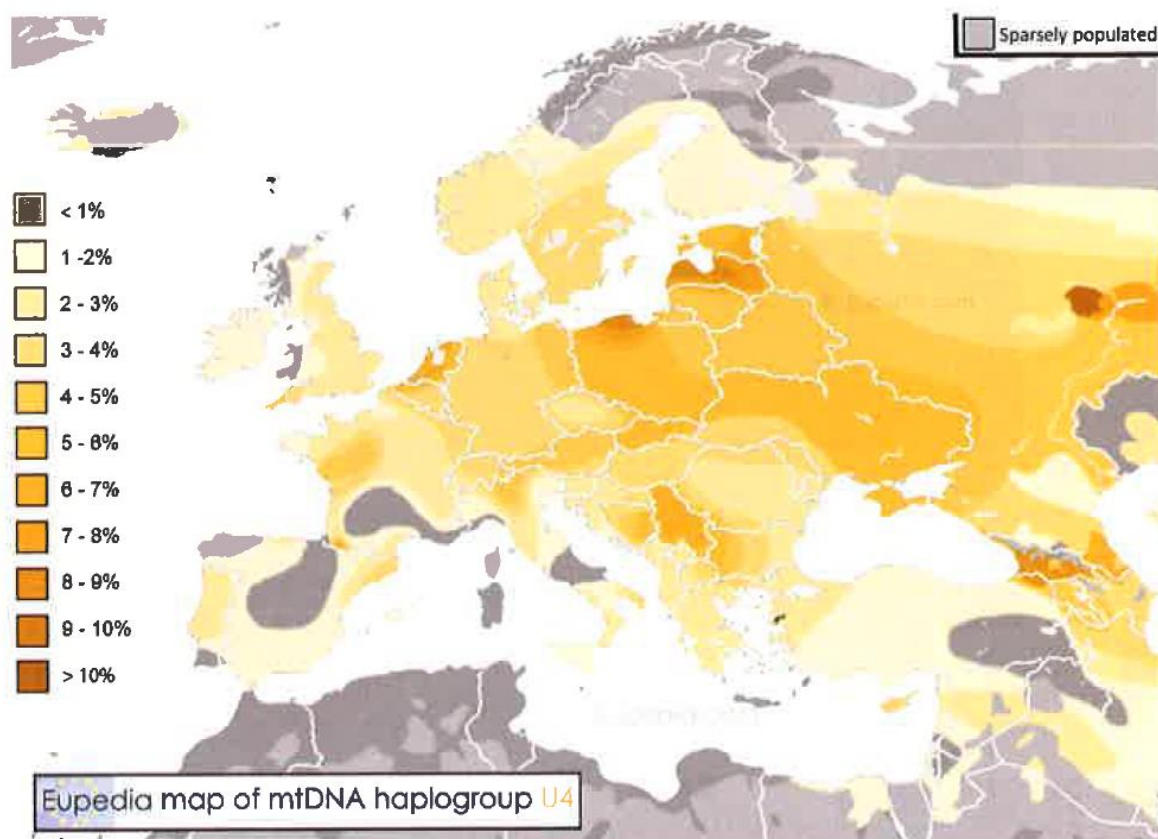 Sparsely populated
< 1%
1 -2%
2 - 3%
3 - 4%
4 - 5%
5 - 6%
6 - 7%
7 - 8%
8 - 9%
9 - 10%
> 10%
Eupedia map of mtDNA haplogroup U4